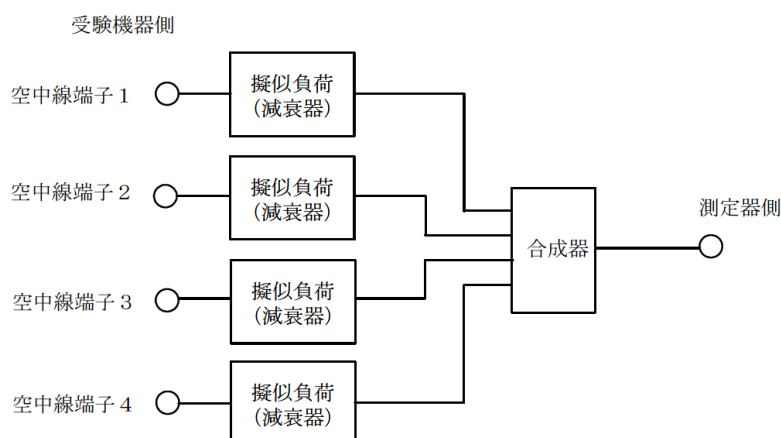 受験機器側
空中線端子1
擬似負荷
(減衰器)
空中線端子2
擬似負荷
(減衰器)
合成器
測定器側
空中線端子3
擬似負荷
(減衰器)
空中線端子4
擬似負荷
(減衰器)